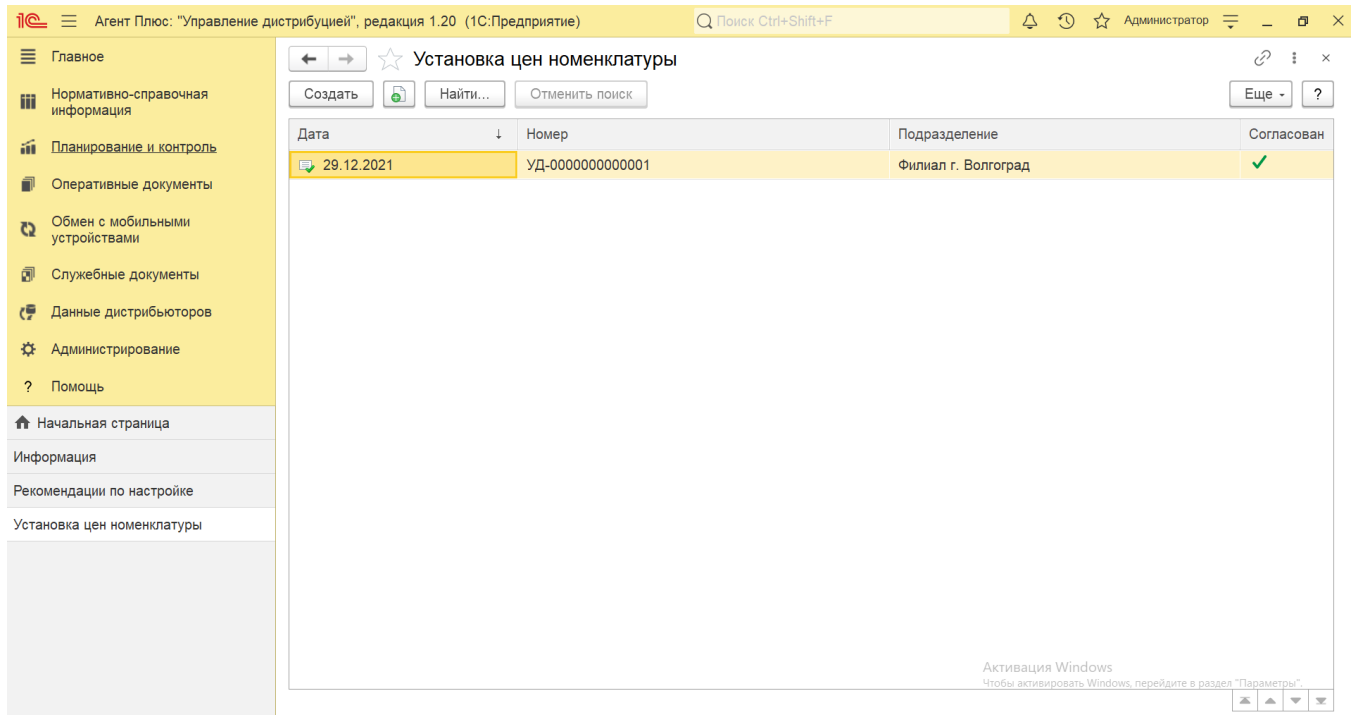 Агент Плюс: "Управление дистрибуцией", редакция 1.20 (1С:Предприятие)
Поиск Ctrl+Shift+F
Администратор
Главное
Нормативно-справочная
информация
Планирование и контроль
Оперативные документы
Обмен с мобильными
устройствами
Служебные документы
Данные дистрибьюторов
Администрирование
? Помощь
Начальная страница
Информация
Рекомендации по настройке
Установка цен номенклатуры
Установка цен номенклатуры
Создать Найти... Отменить поиск Еще ?
Дата Номер Подразделение Согласован
29.12.2021 УД-0000000000001 Филиал г. Волгоград
Активация Windows
Чтобы активировать Windows, перейдите в раздел "Параметры".